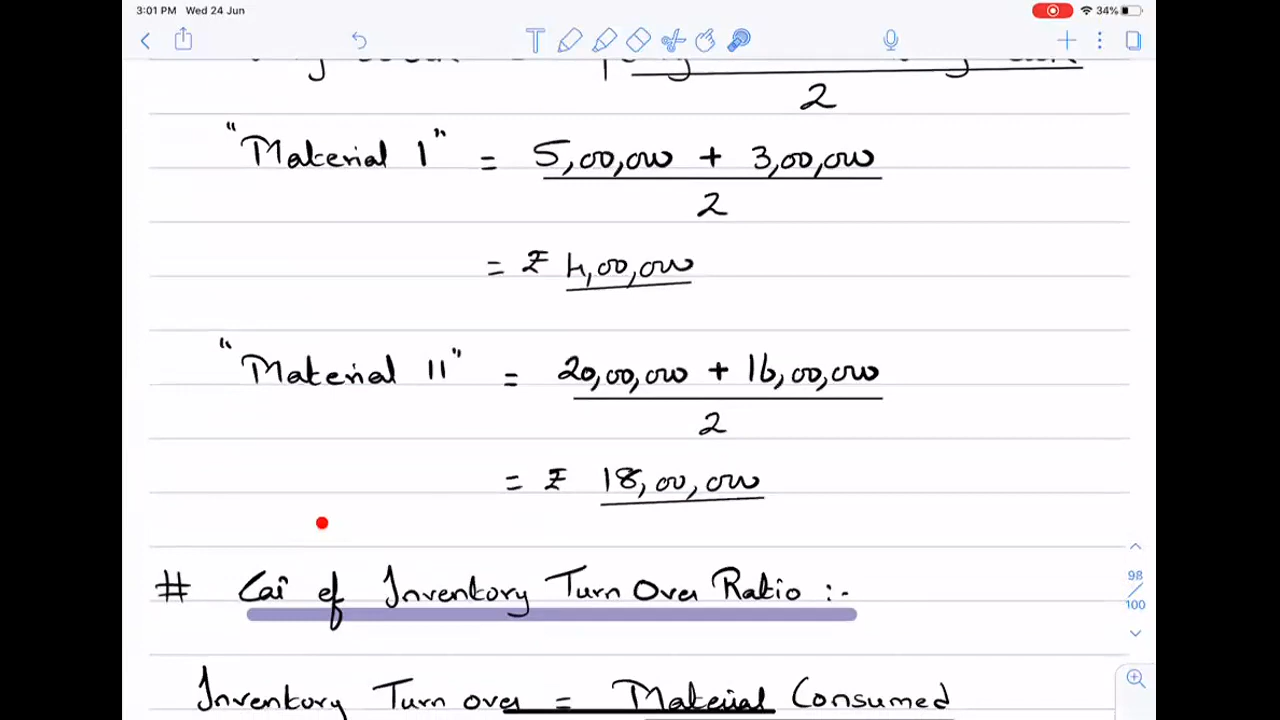 3:01 PM Wed 24 Jun
34%
T
2
"Material I" = 5,00,000 + 3,00,000
2
= ₹ 4,00,000
"Material II" = 20,00,000 + 16,00,000
2
= ₹ 18,00,000
98
/
100
# Cal of Inventory Turn Over Ratio :-
Inventory Turn over = Material Consumed